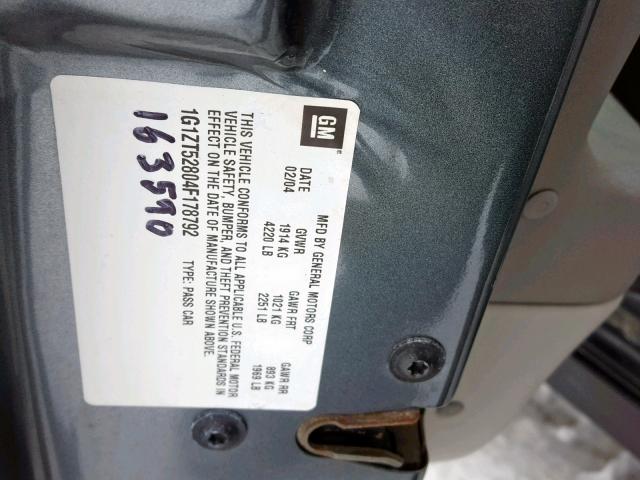 GM
MFD BY GENERAL MOTORS CORP
DATE GVWR GAWR FRT GAWR RR
02/04 1914 KG 1021 KG 893 KG
4220 LB 2251 LB 1969 LB
THIS VEHICLE CONFORMS TO ALL APPLICABLE U.S. FEDERAL MOTOR
VEHICLE SAFETY, BUMPER, AND THEFT PREVENTION STANDARDS IN
EFFECT ON THE DATE OF MANUFACTURE SHOWN ABOVE.
1G1ZT52804F178792 TYPE: PASS CAR
163590